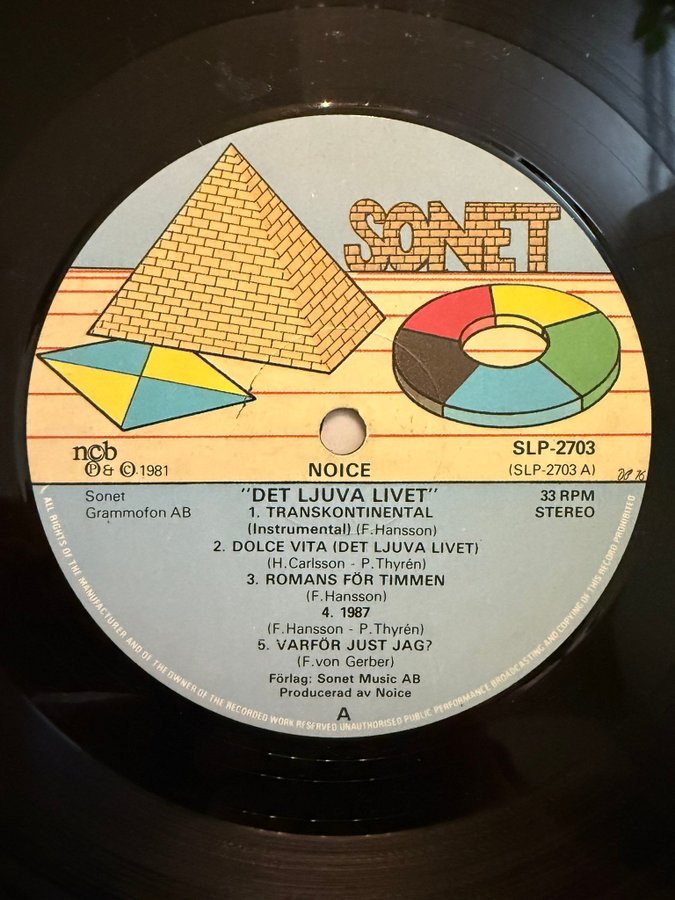 SONET
ncb
Ⓟ & © 1981
NOICE
SLP-2703
(SLP-2703 A)
Sonet
Grammofon AB
33 RPM
STEREO
"DET LJUVA LIVET"
1. TRANSKONTINENTAL
(Instrumental) (F. Hansson)
2. DOLCE VITA (DET LJUVA LIVET)
(H. Carlsson - P. Thyrén)
3. ROMANS FÖR TIMMEN
(F. Hansson)
4. 1987
(F. Hansson - P. Thyrén)
5. VARFÖR JUST JAG?
(F. von Gerber)
Förlag: Sonet Music AB
Producerad av Noice
A
ALL RIGHTS OF THE MANUFACTURER AND OF THE OWNER OF THE RECORDED WORK RESERVED UNAUTHORISED PUBLIC PERFORMANCE BROADCASTING AND COPYING OF THIS RECORD PROHIBITED